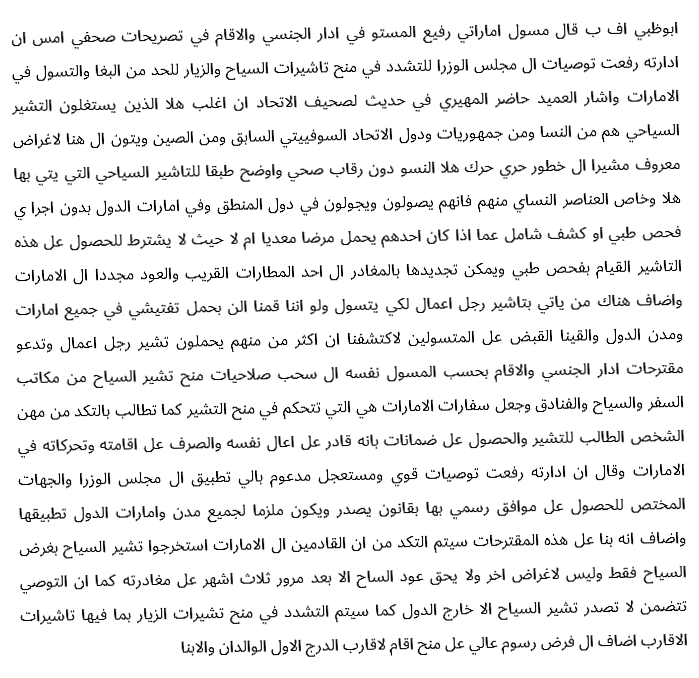 ابوظبي اف ب قال مسول اماراتي رفيع المستو في ادار الجنسي والاقام في تصريحات صحفي امس ان
ادارته رفعت توصيات ال مجلس الوزرا للتشدد في منح تاشيرات السياح والزيار للحد من البغا والتسول في
الامارات واشار العميد حاضر المهيري في حديث لصحيف الاتحاد ان اغلب هلا الذين يستغلون التشير
السياحي هم من النسا ومن جمهوريات ودول الاتحاد السوفييتي السابق ومن الصين ويتون ال هنا لاغراض
معروف مشيرا ال خطور حري حرك هلا النسو دون رقاب صحي واوضح طبقا للتاشير السياحي التي يتي بها
هلا وخاص العناصر النساي منهم فانهم يصولون ويجولون في دول المنطق وفي امارات الدول بدون اجرا ي
فحص طبي او كشف شامل عما اذا كان احدهم يحمل مرضا معديا ام لا حيث لا يشترط للحصول عل هذه
التاشير القيام بفحص طبي ويمكن تجديدها بالمغادر ال احد المطارات القريب والعود مجددا ال الامارات
واضاف هناك من ياتي بتاشير رجل اعمال لكي يتسول ولو اننا قمنا الن بحمل تفتيشي في جميع امارات
ومدن الدول والقينا القبض عل المتسولين لاكتشفنا ان اكثر من منهم يحملون تشير رجل اعمال وتدعو
مقترحات ادار الجنسي والاقام بحسب المسول نفسه ال سحب صلاحيات منح تشير السياح من مكاتب
السفر والسياح والفنادق وجعل سفارات الامارات هي التي تتحكم في منح التشير كما تطالب بالتكد من مهن
الشخص الطالب للتشير والحصول عل ضمانات بانه قادر عل اعال نفسه والصرف عل اقامته وتحركاته في
الامارات وقال ان ادارته رفعت توصيات قوي ومستعجل مدعوم بالي تطبيق ال مجلس الوزرا والجهات
المختص للحصول عل موافق رسمي بها بقانون يصدر ويكون ملزما لجميع مدن وامارات الدول تطبيقها
واضاف انه بنا عل هذه المقترحات سيتم التكد من ان القادمين ال الامارات استخرجوا تشير السياح بغرض
السياح فقط وليس لاغراض اخر ولا يحق عود الساح الا بعد مرور ثلاث اشهر عل مغادرته كما ان التوصي
تتضمن لا تصدر تشير السياح الا خارج الدول كما سيتم التشدد في منح تشيرات الزيار بما فيها تاشيرات
الاقارب اضاف ال فرض رسوم عالي عل منح اقام لاقارب الدرج الاول الوالدان والابنا